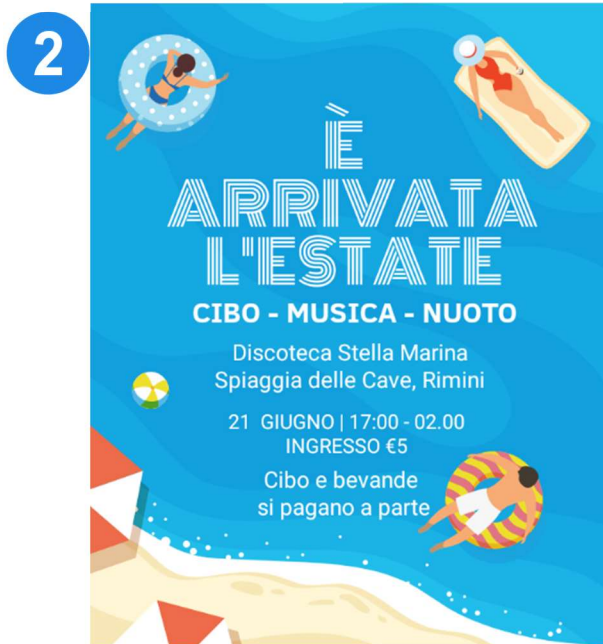 2
È
ARRIVATA
L'ESTATE
CIBO - MUSICA - NUOTO
Discoteca Stella Marina
Spiaggia delle Cave, Rimini
21 GIUGNO | 17:00 - 02.00
INGRESSO €5
Cibo e bevande
si pagano a parte